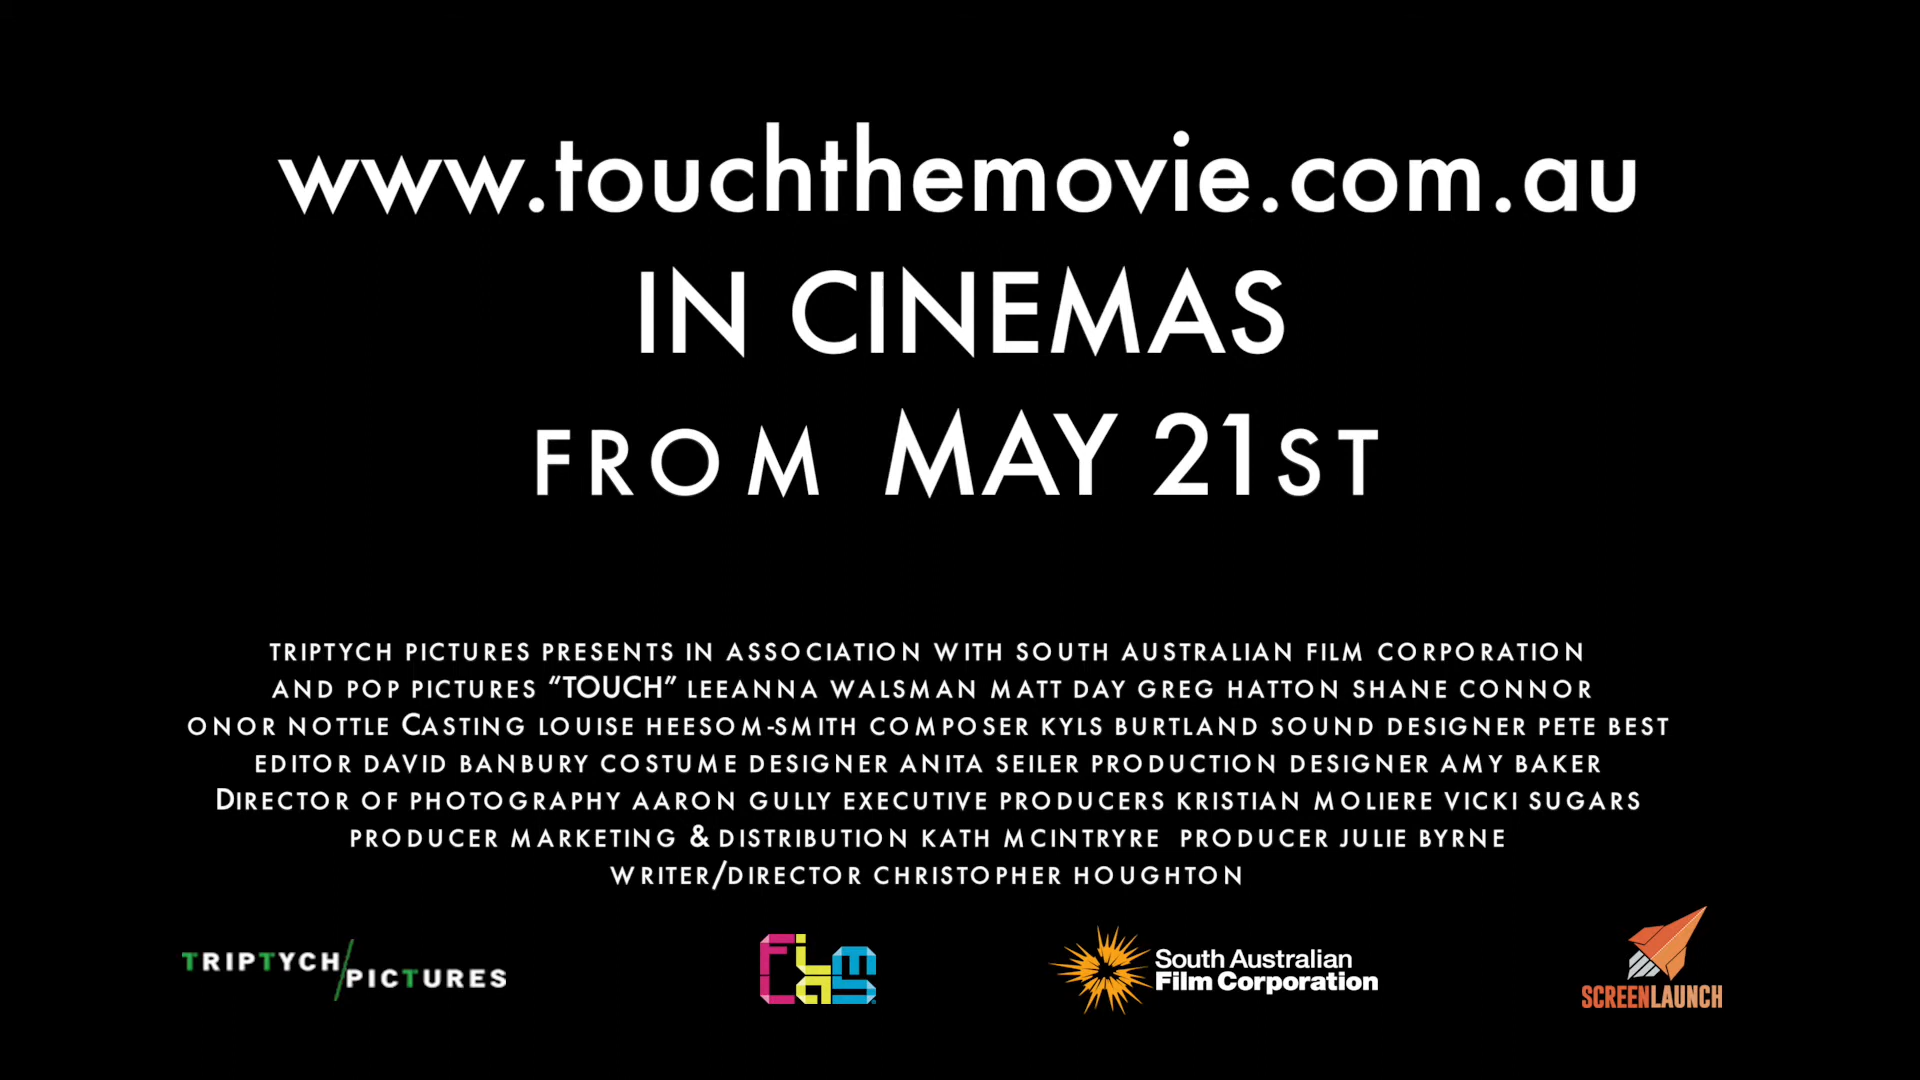 www.touchthemovie.com.au
IN CINEMAS
FROM MAY 21ST
TRIPTYCH PICTURES PRESENTS IN ASSOCIATION WITH SOUTH AUSTRALIAN FILM CORPORATION
AND POP PICTURES “TOUCH” LEEANNA WALSMAN MATT DAY GREG HATTON SHANE CONNOR
ONOR NOTTLE CASTING LOUISE HEESOM-SMITH COMPOSER KYLS BURTLAND SOUND DESIGNER PETE BEST
EDITOR DAVID BANBURY COSTUME DESIGNER ANITA SEILER PRODUCTION DESIGNER AMY BAKER
DIRECTOR OF PHOTOGRAPHY AARON GULLY EXECUTIVE PRODUCERS KRISTIAN MOLIERE VICKI SUGARS
PRODUCER MARKETING & DISTRIBUTION KATH MCINTRYRE PRODUCER JULIE BYRNE
WRITER/DIRECTOR CHRISTOPHER HOUGHTON
TRIPTYCH/PICTURES
FiLM Lab
South Australian
Film Corporation
SCREENLAUNCH